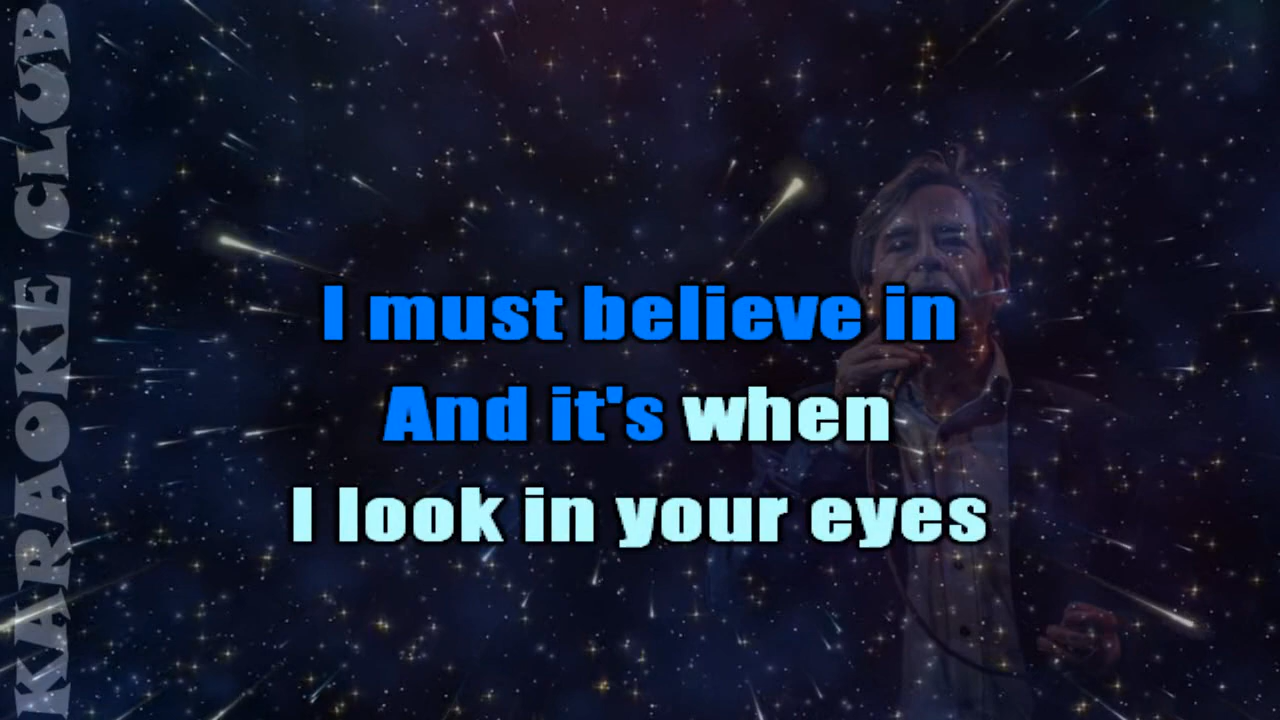 KARAOKE CLUB
I must believe in
And it's when
I look in your eyes